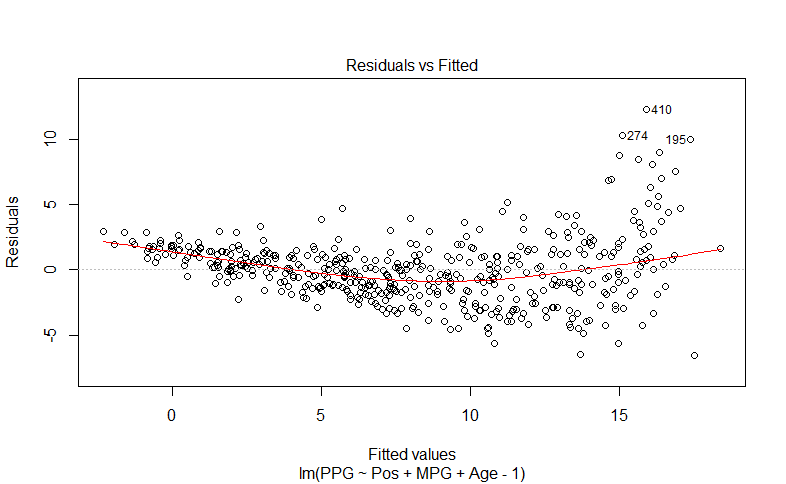 Residuals vs Fitted
410
274
195
10
5
0
-5
Residuals
0 5 10 15
Fitted values
lm(PPG ~ Pos + MPG + Age - 1)